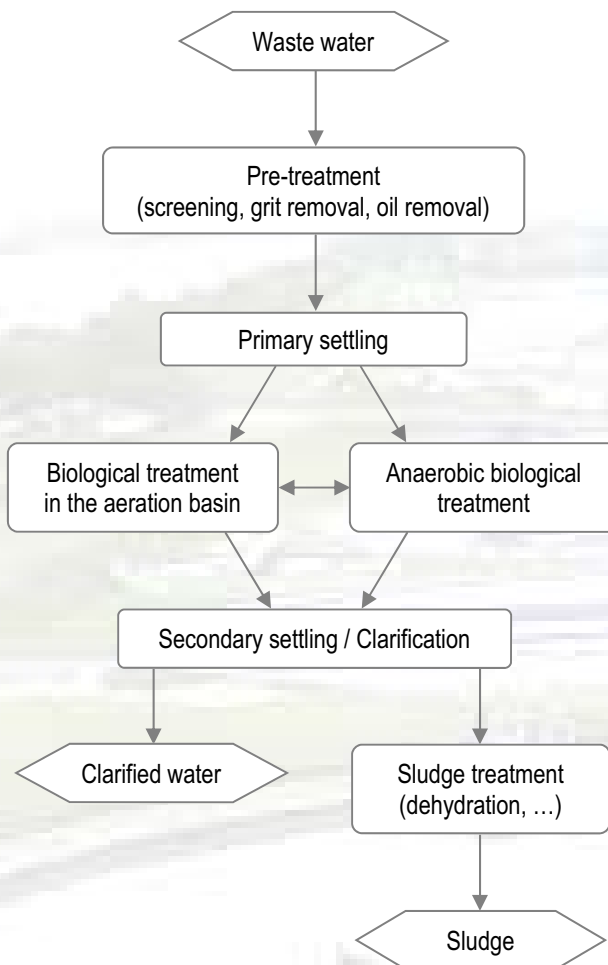 Waste water
Pre-treatment
(screening, grit removal, oil removal)
Primary settling
Biological treatment
in the aeration basin
Anaerobic biological
treatment
Secondary settling / Clarification
Clarified water
Sludge treatment
(dehydration, …)
Sludge